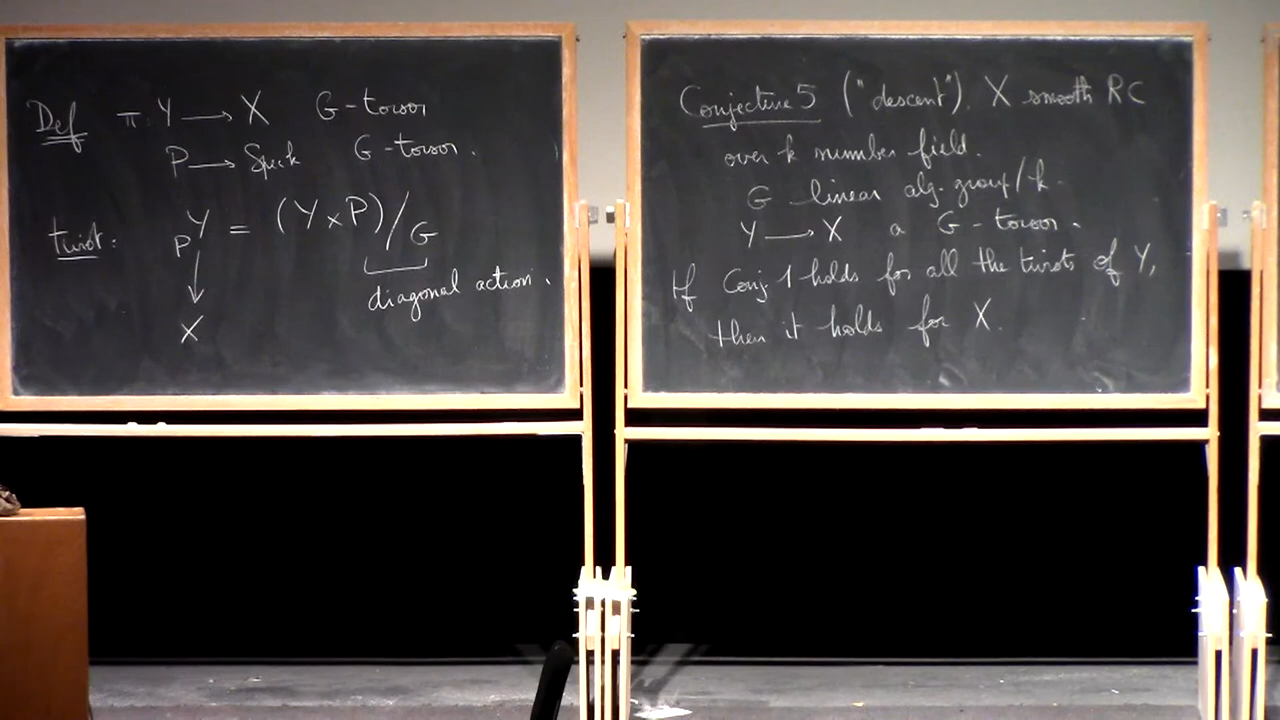 Def π: Y → X G-torsor
P → Spec k G-torsor.
twist: PY = (Y × P)/G
diagonal action.
↓
X
Conjecture 5 ("descent"). X smooth RC
over k number field.
G linear alg. group/k.
Y → X a G-torsor.
If Conj 1 holds for all the twists of Y,
then it holds for X.